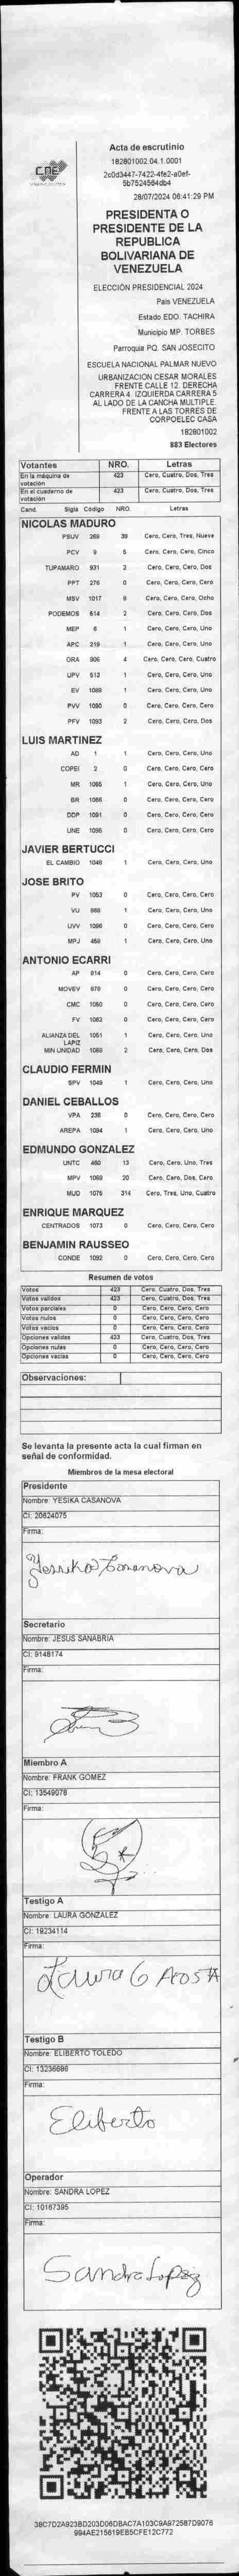 CNE
Acta de escrutinio
182801002.04.1.0001
2c0d3447-7422-4fe2-a0ef-
5b7524564db4
28/07/2024 06:41:29 PM
PRESIDENTA O
PRESIDENTE DE LA
REPUBLICA
BOLIVARIANA DE
VENEZUELA
ELECCIÓN PRESIDENCIAL 2024
País VENEZUELA
Estado EDO. TACHIRA
Municipio MP. TORBES
Parroquia PQ. SAN JOSECITO
ESCUELA NACIONAL PALMAR NUEVO
URBANIZACION CESAR MORALES
FRENTE CALLE 12. DERECHA
CARRERA 4. IZQUIERDA CARRERA 5
AL LADO DE LA CANCHA MULTIPLE
FRENTE A LAS TORRES DE
CORPOELEC CASA
182801002
883 Electores
Votantes NRO. Letras
En la máquina de votación 423 Cero, Cuatro, Dos, Tres
En el cuaderno de votación 423 Cero, Cuatro, Dos, Tres
Cand. Sigla Código NRO. Letras
NICOLAS MADURO
PSUV 269 39 Cero, Cero, Tres, Nueve
PCV 9 5 Cero, Cero, Cero, Cinco
TUPAMARO 931 2 Cero, Cero, Cero, Dos
PPT 276 0 Cero, Cero, Cero, Cero
MSV 1017 8 Cero, Cero, Cero, Ocho
PODEMOS 614 2 Cero, Cero, Cero, Dos
MEP 6 1 Cero, Cero, Cero, Uno
APC 219 1 Cero, Cero, Cero, Uno
ORA 906 4 Cero, Cero, Cero, Cuatro
UPV 513 1 Cero, Cero, Cero, Uno
EV 1089 1 Cero, Cero, Cero, Uno
PVV 1090 0 Cero, Cero, Cero, Cero
PFV 1093 2 Cero, Cero, Cero, Dos
LUIS MARTINEZ
AD 1 1 Cero, Cero, Cero, Uno
COPEI 2 0 Cero, Cero, Cero, Cero
MR 1065 1 Cero, Cero, Cero, Uno
BR 1066 0 Cero, Cero, Cero, Cero
DDP 1091 0 Cero, Cero, Cero, Cero
UNE 1095 0 Cero, Cero, Cero, Cero
JAVIER BERTUCCI
EL CAMBIO 1048 1 Cero, Cero, Cero, Uno
JOSE BRITO
PV 1053 0 Cero, Cero, Cero, Cero
VU 968 1 Cero, Cero, Cero, Uno
UVV 1096 0 Cero, Cero, Cero, Cero
MPJ 458 1 Cero, Cero, Cero, Uno
ANTONIO ECARRI
AP 814 0 Cero, Cero, Cero, Cero
MOVEV 879 0 Cero, Cero, Cero, Cero
CMC 1050 0 Cero, Cero, Cero, Cero
FV 1052 0 Cero, Cero, Cero, Cero
ALIANZA DEL LAPIZ 1051 1 Cero, Cero, Cero, Uno
MIN UNIDAD 1068 2 Cero, Cero, Cero, Dos
CLAUDIO FERMIN
SPV 1049 1 Cero, Cero, Cero, Uno
DANIEL CEBALLOS
VPA 236 0 Cero, Cero, Cero, Cero
AREPA 1094 1 Cero, Cero, Cero, Uno
EDMUNDO GONZALEZ
UNTC 460 13 Cero, Cero, Uno, Tres
MPV 1069 20 Cero, Cero, Dos, Cero
MUD 1075 314 Cero, Tres, Uno, Cuatro
ENRIQUE MARQUEZ
CENTRADOS 1073 0 Cero, Cero, Cero, Cero
BENJAMIN RAUSSEO
CONDE 1092 0 Cero, Cero, Cero, Cero
Resumen de votos
Votos 423 Cero, Cuatro, Dos, Tres
Votos validos 423 Cero, Cuatro, Dos, Tres
Votos parciales 0 Cero, Cero, Cero, Cero
Votos nulos 0 Cero, Cero, Cero, Cero
Votos vacios 0 Cero, Cero, Cero, Cero
Opciones validas 423 Cero, Cuatro, Dos, Tres
Opciones nulas 0 Cero, Cero, Cero, Cero
Opciones vacias 0 Cero, Cero, Cero, Cero
Observaciones:
Se levanta la presente acta la cual firman en
señal de conformidad.
Miembros de la mesa electoral
Presidente
Nombre: YESIKA CASANOVA
CI: 20624075
Firma:
Yessika Casanova
Secretario
Nombre: JESUS SANABRIA
CI: 9148174
Firma:
Miembro A
Nombre: FRANK GOMEZ
CI: 13549078
Firma:
Testigo A
Nombre: LAURA GONZALEZ
CI: 19234114
Firma:
Laura G Acosta
Testigo B
Nombre: ELIBERTO TOLEDO
CI: 13236686
Firma:
Eliberto
Operador
Nombre: SANDRA LOPEZ
CI: 10167395
Firma:
Sandra Lopez
38C7D2A923BD203D06DBAC7A103C9A972587D9076
994AE215619EB5CFE12C772